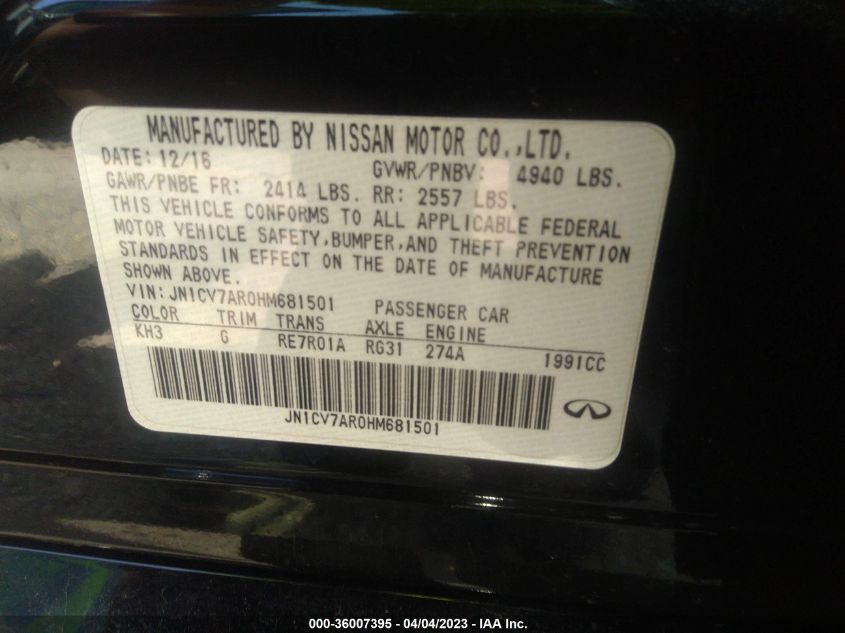 MANUFACTURED BY NISSAN MOTOR CO.,LTD.
DATE: 12/16 GVWR/PNBV: 4940 LBS.
GAWR/PNBE FR: 2414 LBS. RR: 2557 LBS.
THIS VEHICLE CONFORMS TO ALL APPLICABLE FEDERAL
MOTOR VEHICLE SAFETY,BUMPER,AND THEFT PREVENTION
STANDARDS IN EFFECT ON THE DATE OF MANUFACTURE
SHOWN ABOVE.
VIN:JN1CV7AR0HM681501 PASSENGER CAR
COLOR TRIM TRANS AXLE ENGINE
KH3 G RE7R01A RG31 274A 1991CC
JN1CV7AR0HM681501
000-36007395 - 04/04/2023 - IAA Inc.